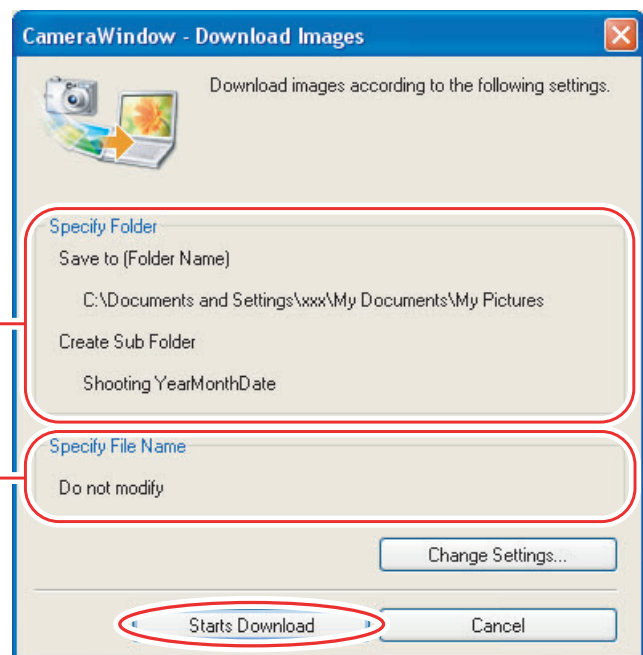 CameraWindow - Download Images
Download images according to the following settings.
Specify Folder
Save to (Folder Name)
C:\Documents and Settings\xxx\My Documents\My Pictures
Create Sub Folder
Shooting YearMonthDate
Specify File Name
Do not modify
Change Settings...
Starts Download
Cancel